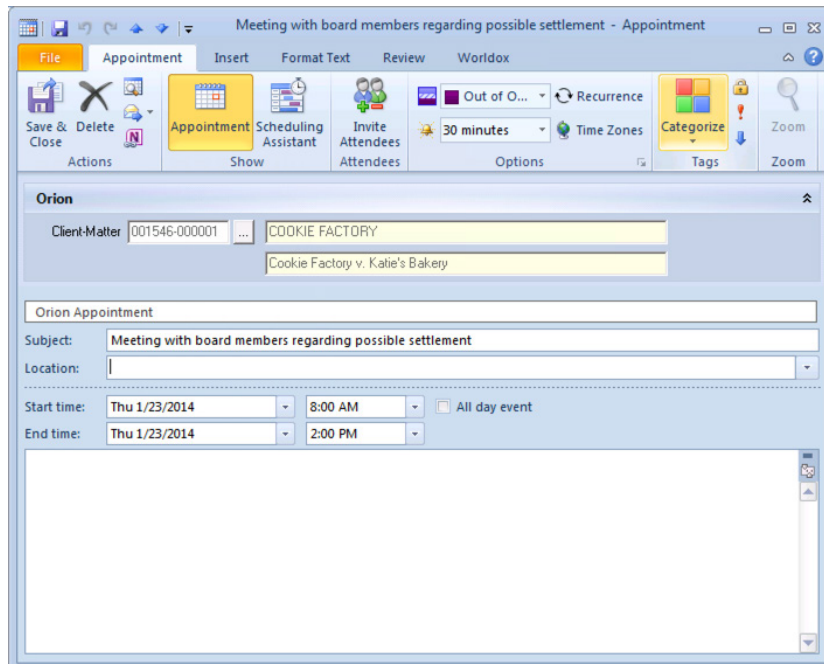 Meeting with board members regarding possible settlement - Appointment
File Appointment Insert Format Text Review Worldox
Save & Close Delete Appointment Scheduling Assistant Invite Attendees Out of O... Recurrence Categorize Zoom
30 minutes Time Zones
Actions Show Attendees Options Tags Zoom
Orion
Client-Matter 001546-000001 ... COOKIE FACTORY
Cookie Factory v. Katie's Bakery
Orion Appointment
Subject: Meeting with board members regarding possible settlement
Location:
Start time: Thu 1/23/2014 8:00 AM All day event
End time: Thu 1/23/2014 2:00 PM